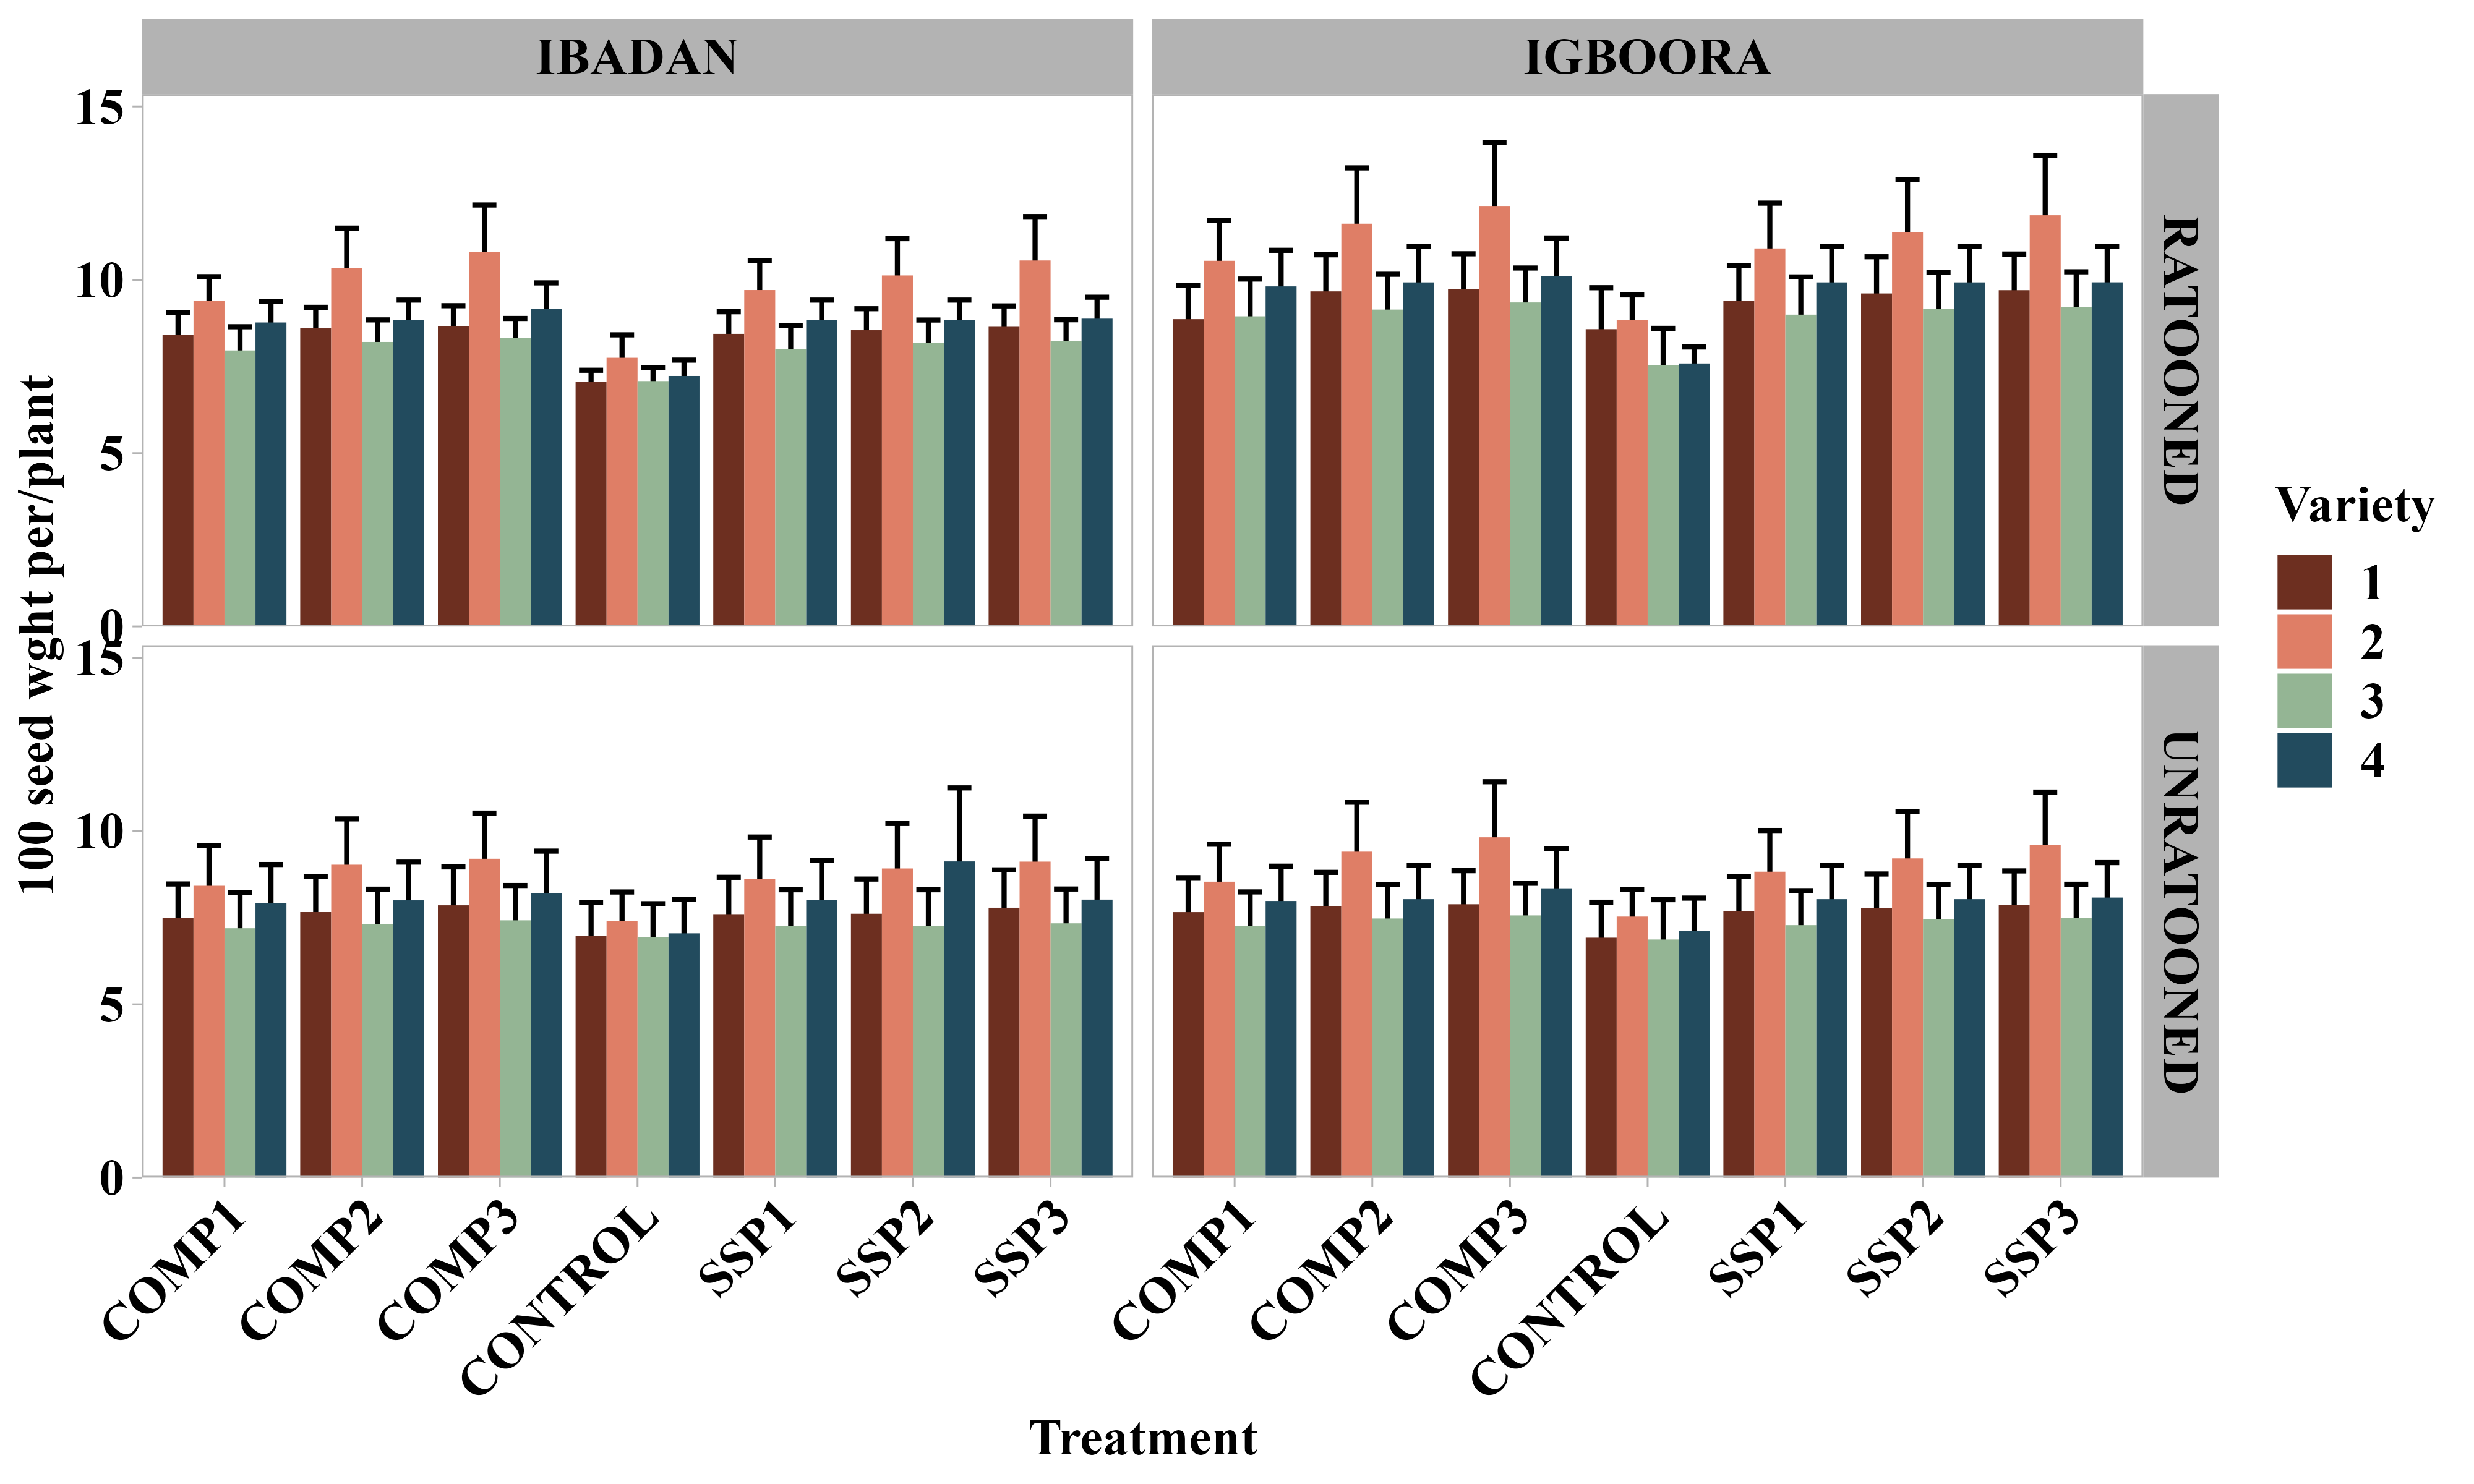 IBADAN
IGBOORA
15
10
5
0
RATOONED
15
10
5
0
UNRATOONED
100 seed wght per/plant
COMP1
COMP2
COMP3
CONTROL
SSP1
SSP2
SSP3
COMP1
COMP2
COMP3
CONTROL
SSP1
SSP2
SSP3
Treatment
Variety
1
2
3
4